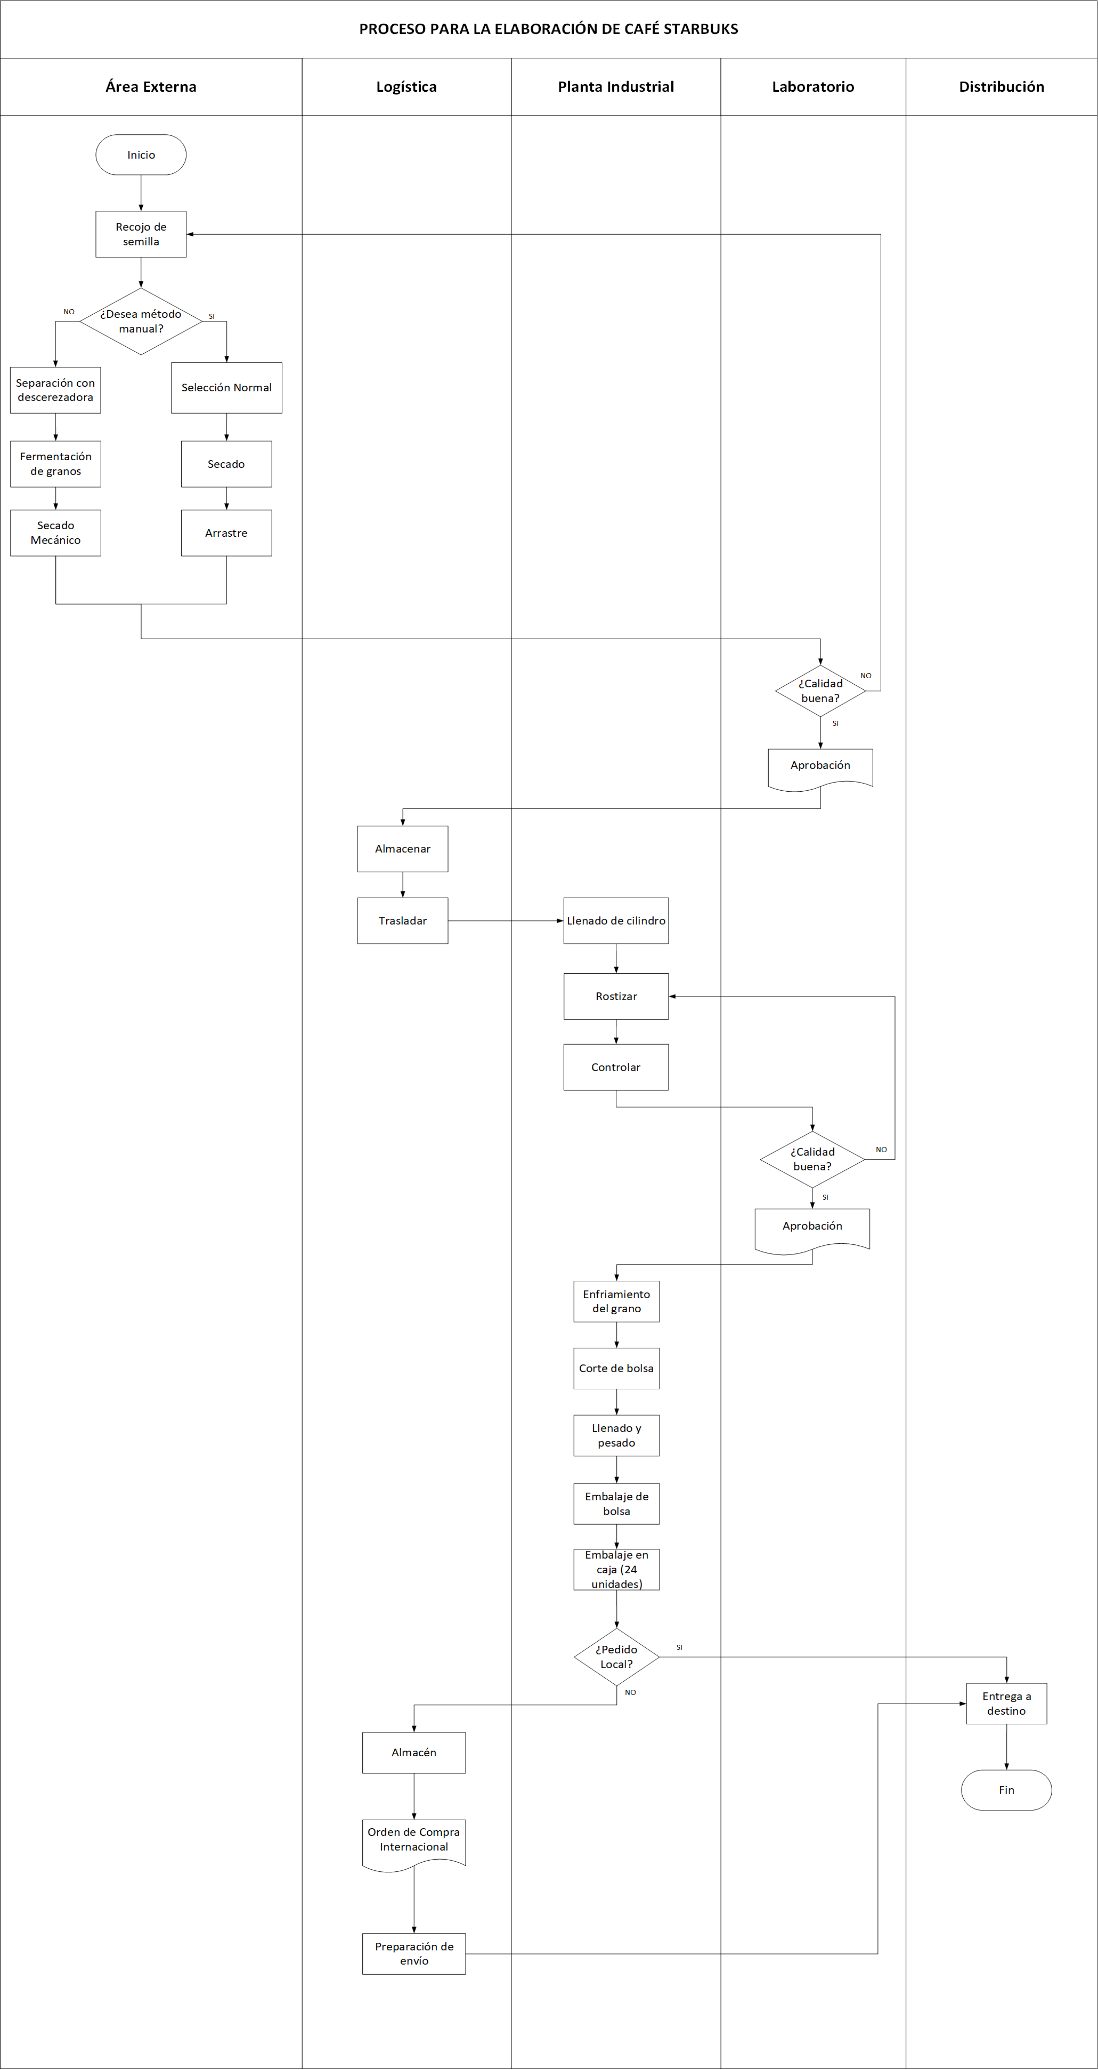 PROCESO PARA LA ELABORACIÓN DE CAFÉ STARBUKS
Área Externa
Logística
Planta Industrial
Laboratorio
Distribución
Inicio
Recojo de
semilla
¿Desea método
manual?
NO
SI
Separación con
descerezadora
Selección Normal
Fermentación
de granos
Secado
Secado
Mecánico
Arrastre
¿Calidad
buena?
NO
SI
Aprobación
Almacenar
Trasladar
Llenado de cilindro
Rostizar
Controlar
¿Calidad
buena?
NO
SI
Aprobación
Enfriamiento
del grano
Corte de bolsa
Llenado y
pesado
Embalaje de
bolsa
Embalaje en
caja (24
unidades)
¿Pedido
Local?
SI
NO
Entrega a
destino
Almacén
Fin
Orden de Compra
Internacional
Preparación de
envío